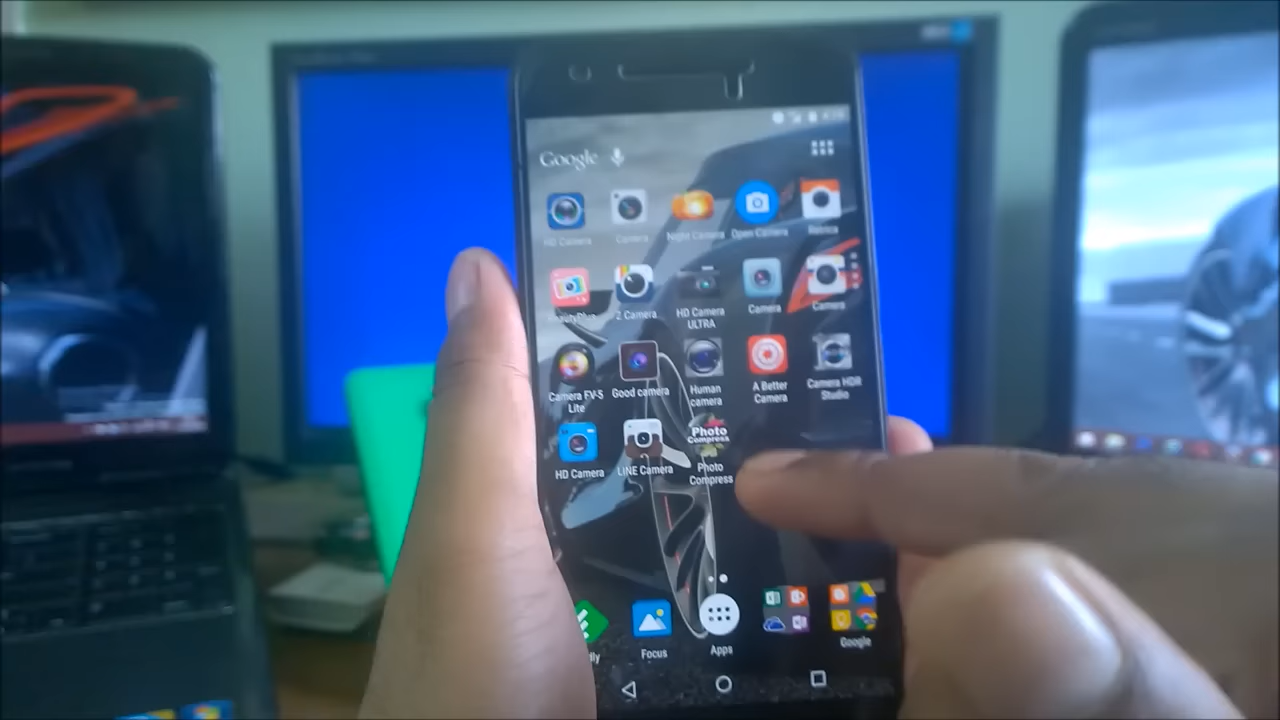 Google
HD Camera
Camera
Night Camera
Open Camera
Retrica
BeautyPlus
Z Camera
HD Camera
ULTRA
Camera
Camera
Camera FV-5
Lite
Good camera
Human
camera
A Better
Camera
Camera HDR
Studio
HD Camera
LINE Camera
Photo
Compress
Photo
Compress
dly
Focus
Apps
Google